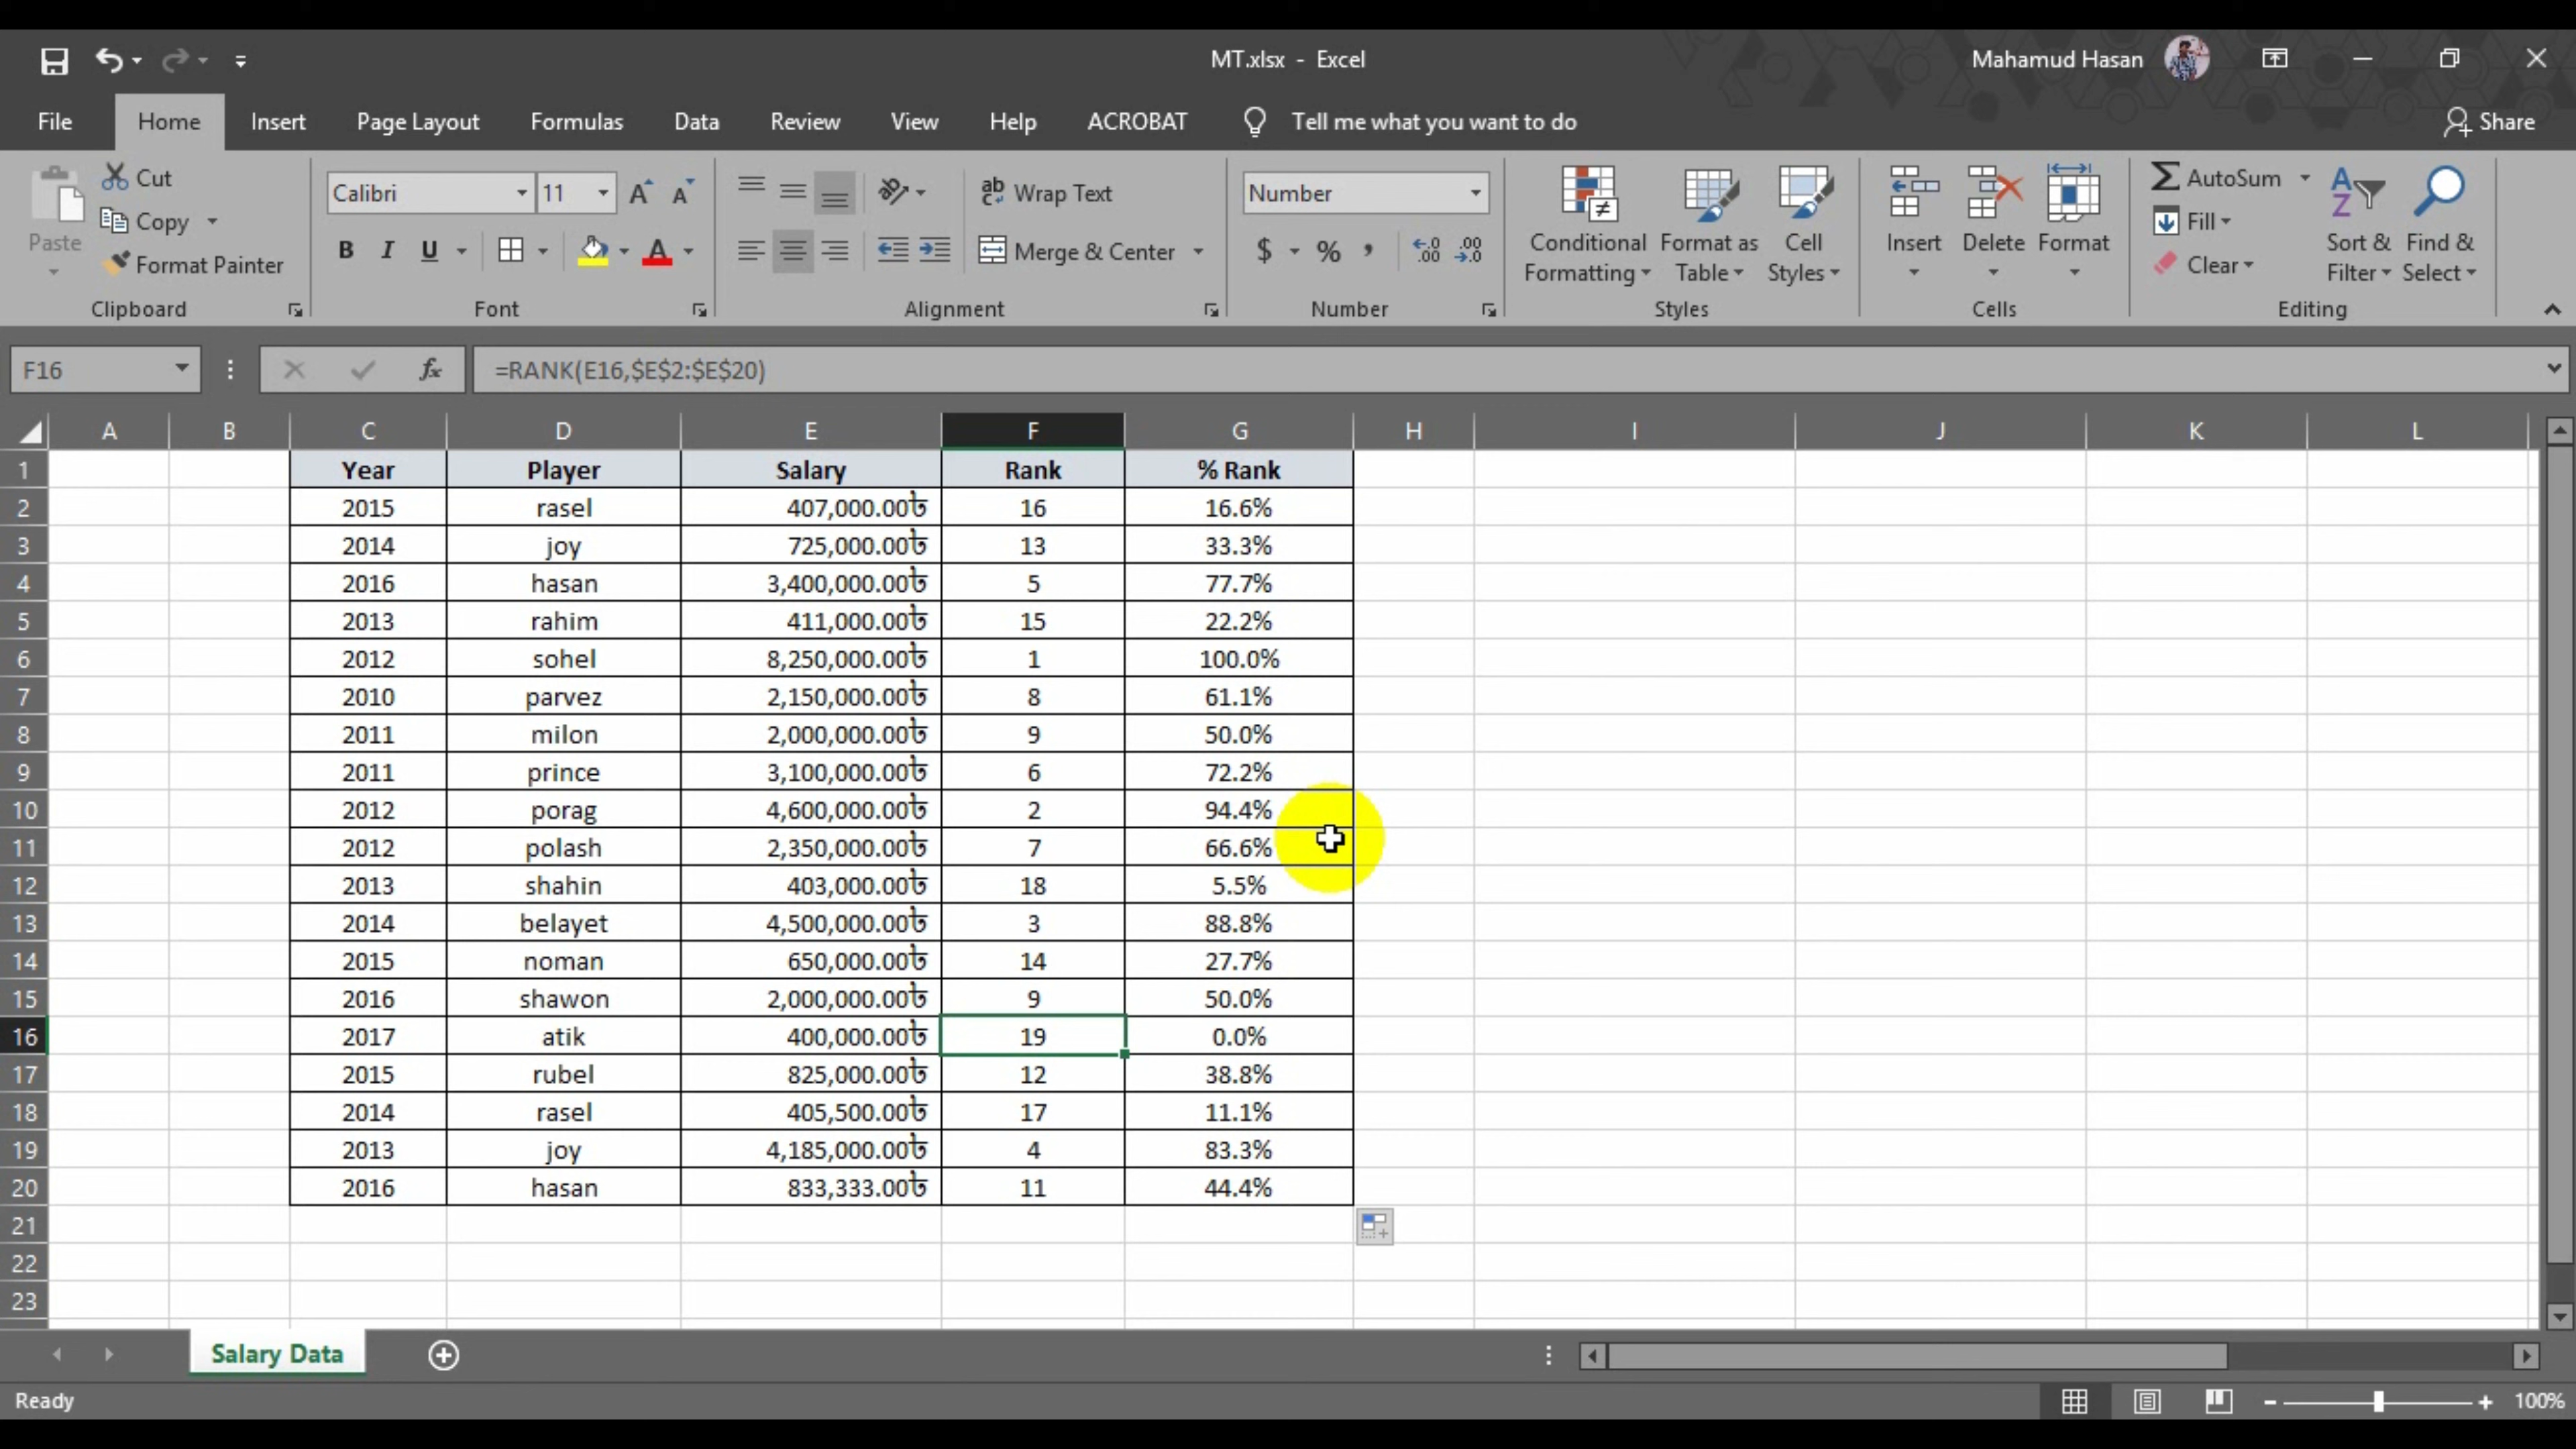 MT.xlsx - Excel
Mahamud Hasan
File Home Insert Page Layout Formulas Data Review View Help ACROBAT Tell me what you want to do Share
Paste
Cut
Copy
Format Painter
Clipboard
Calibri 11
B I U
Font
Wrap Text
Merge & Center
Alignment
Number
$ % ,
Number
Conditional Formatting
Format as Table
Cell Styles
Styles
Insert
Delete
Format
Cells
AutoSum
Fill
Clear
Sort & Filter
Find & Select
Editing
F16 fx =RANK(E16,$E$2:$E$20)
A B C D E F G H I J K L
1 Year Player Salary Rank % Rank
2 2015 rasel 407,000.00৳ 16 16.6%
3 2014 joy 725,000.00৳ 13 33.3%
4 2016 hasan 3,400,000.00৳ 5 77.7%
5 2013 rahim 411,000.00৳ 15 22.2%
6 2012 sohel 8,250,000.00৳ 1 100.0%
7 2010 parvez 2,150,000.00৳ 8 61.1%
8 2011 milon 2,000,000.00৳ 9 50.0%
9 2011 prince 3,100,000.00৳ 6 72.2%
10 2012 porag 4,600,000.00৳ 2 94.4%
11 2012 polash 2,350,000.00৳ 7 66.6%
12 2013 shahin 403,000.00৳ 18 5.5%
13 2014 belayet 4,500,000.00৳ 3 88.8%
14 2015 noman 650,000.00৳ 14 27.7%
15 2016 shawon 2,000,000.00৳ 9 50.0%
16 2017 atik 400,000.00৳ 19 0.0%
17 2015 rubel 825,000.00৳ 12 38.8%
18 2014 rasel 405,500.00৳ 17 11.1%
19 2013 joy 4,185,000.00৳ 4 83.3%
20 2016 hasan 833,333.00৳ 11 44.4%
21
22
23
Salary Data
Ready
100%